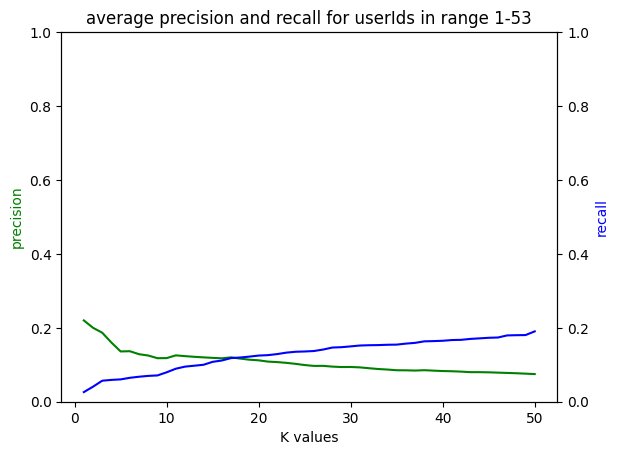 average precision and recall for userIds in range 1-53
1.0
0.8
0.6
0.4
0.2
0.0
precision
1.0
0.8
0.6
0.4
0.2
0.0
recall
0 10 20 30 40 50
K values